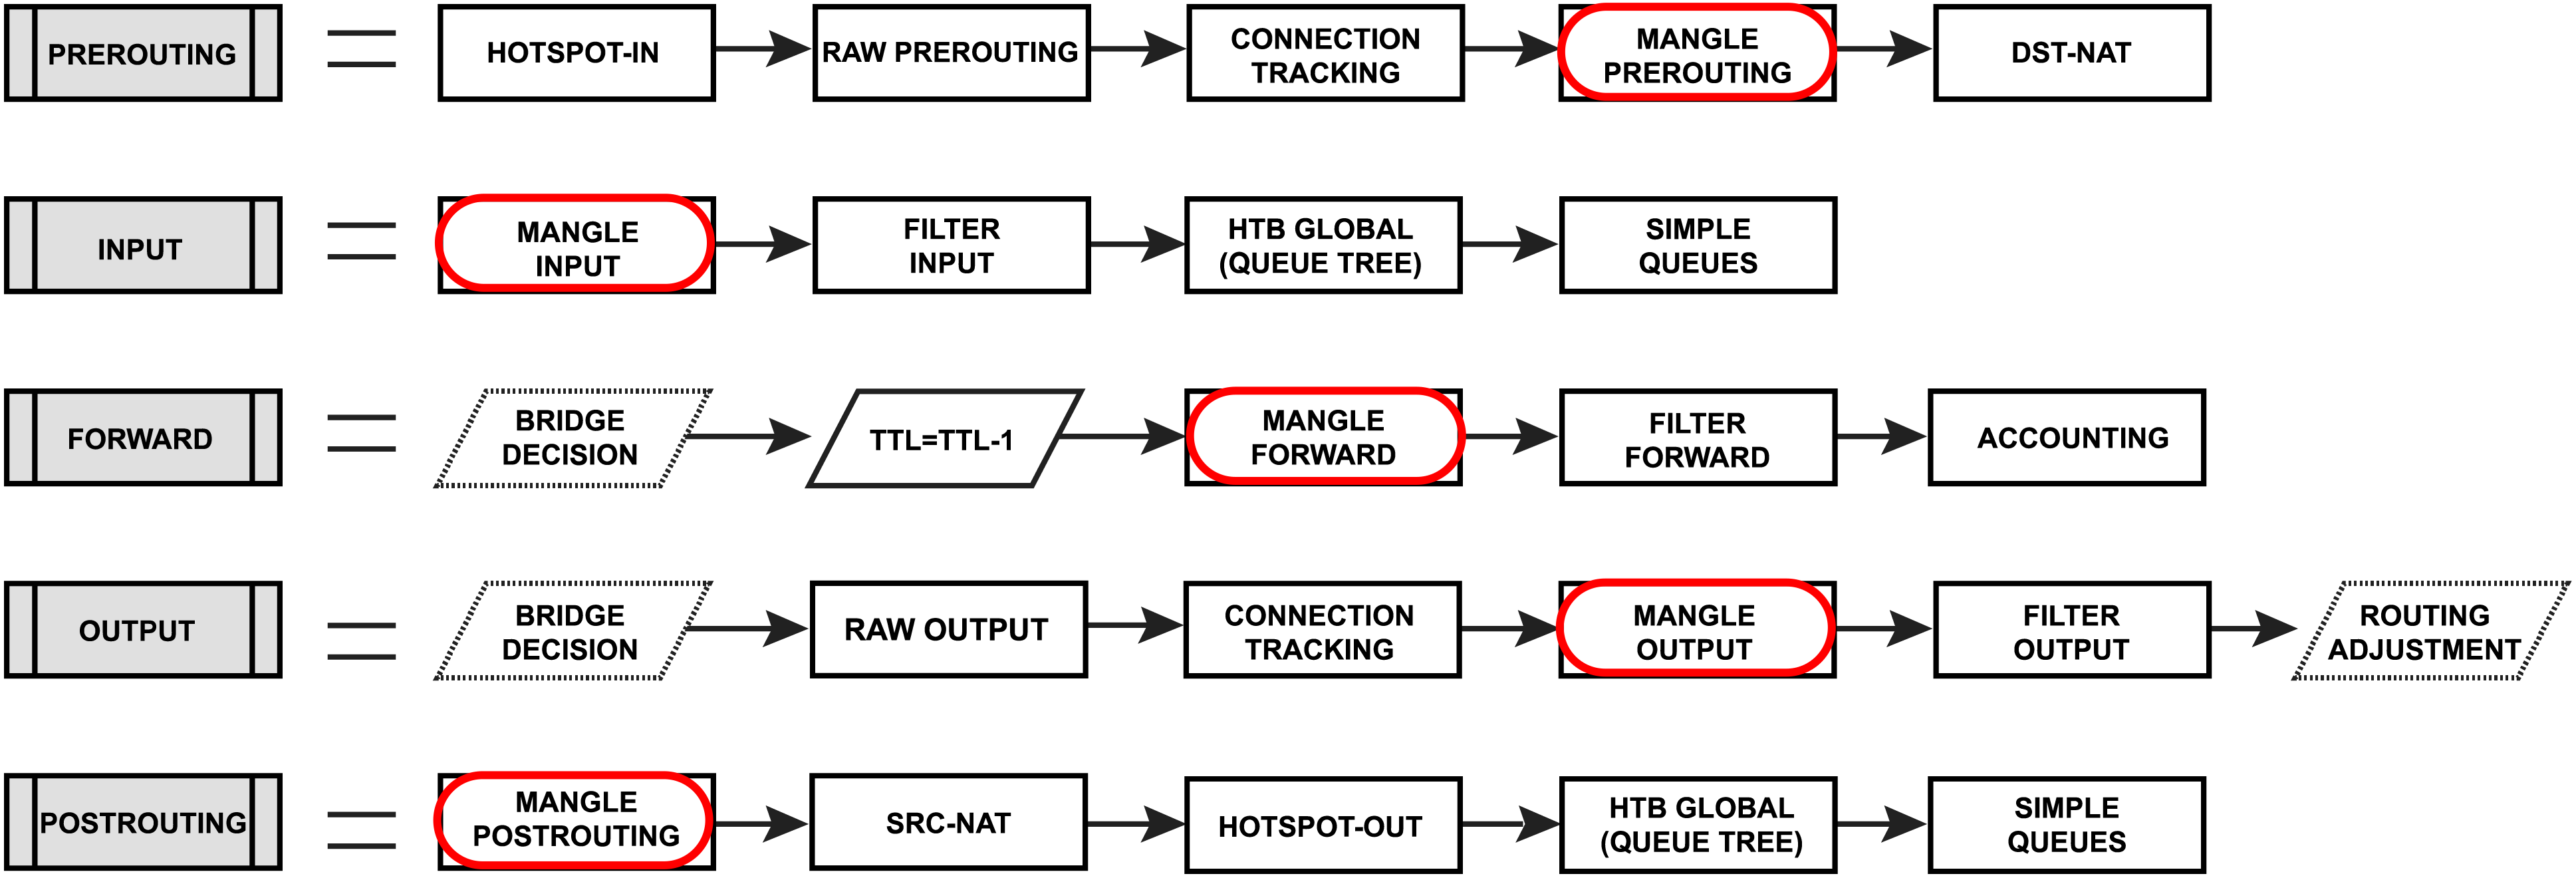 PREROUTING
HOTSPOT-IN
RAW PREROUTING
CONNECTION
TRACKING
MANGLE
PREROUTING
DST-NAT
INPUT
MANGLE
INPUT
FILTER
INPUT
HTB GLOBAL
(QUEUE TREE)
SIMPLE
QUEUES
FORWARD
BRIDGE
DECISION
TTL=TTL-1
MANGLE
FORWARD
FILTER
FORWARD
ACCOUNTING
OUTPUT
BRIDGE
DECISION
RAW OUTPUT
CONNECTION
TRACKING
MANGLE
OUTPUT
FILTER
OUTPUT
ROUTING
ADJUSTMENT
POSTROUTING
MANGLE
POSTROUTING
SRC-NAT
HOTSPOT-OUT
HTB GLOBAL
(QUEUE TREE)
SIMPLE
QUEUES